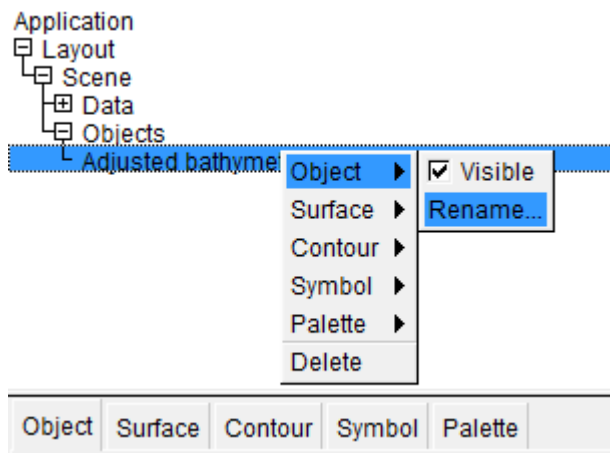 Application
Layout
Scene
Data
Objects
Adjusted
Object
Visible
Surface
Rename...
Contour
Symbol
Palette
Delete
Object Surface Contour Symbol Palette